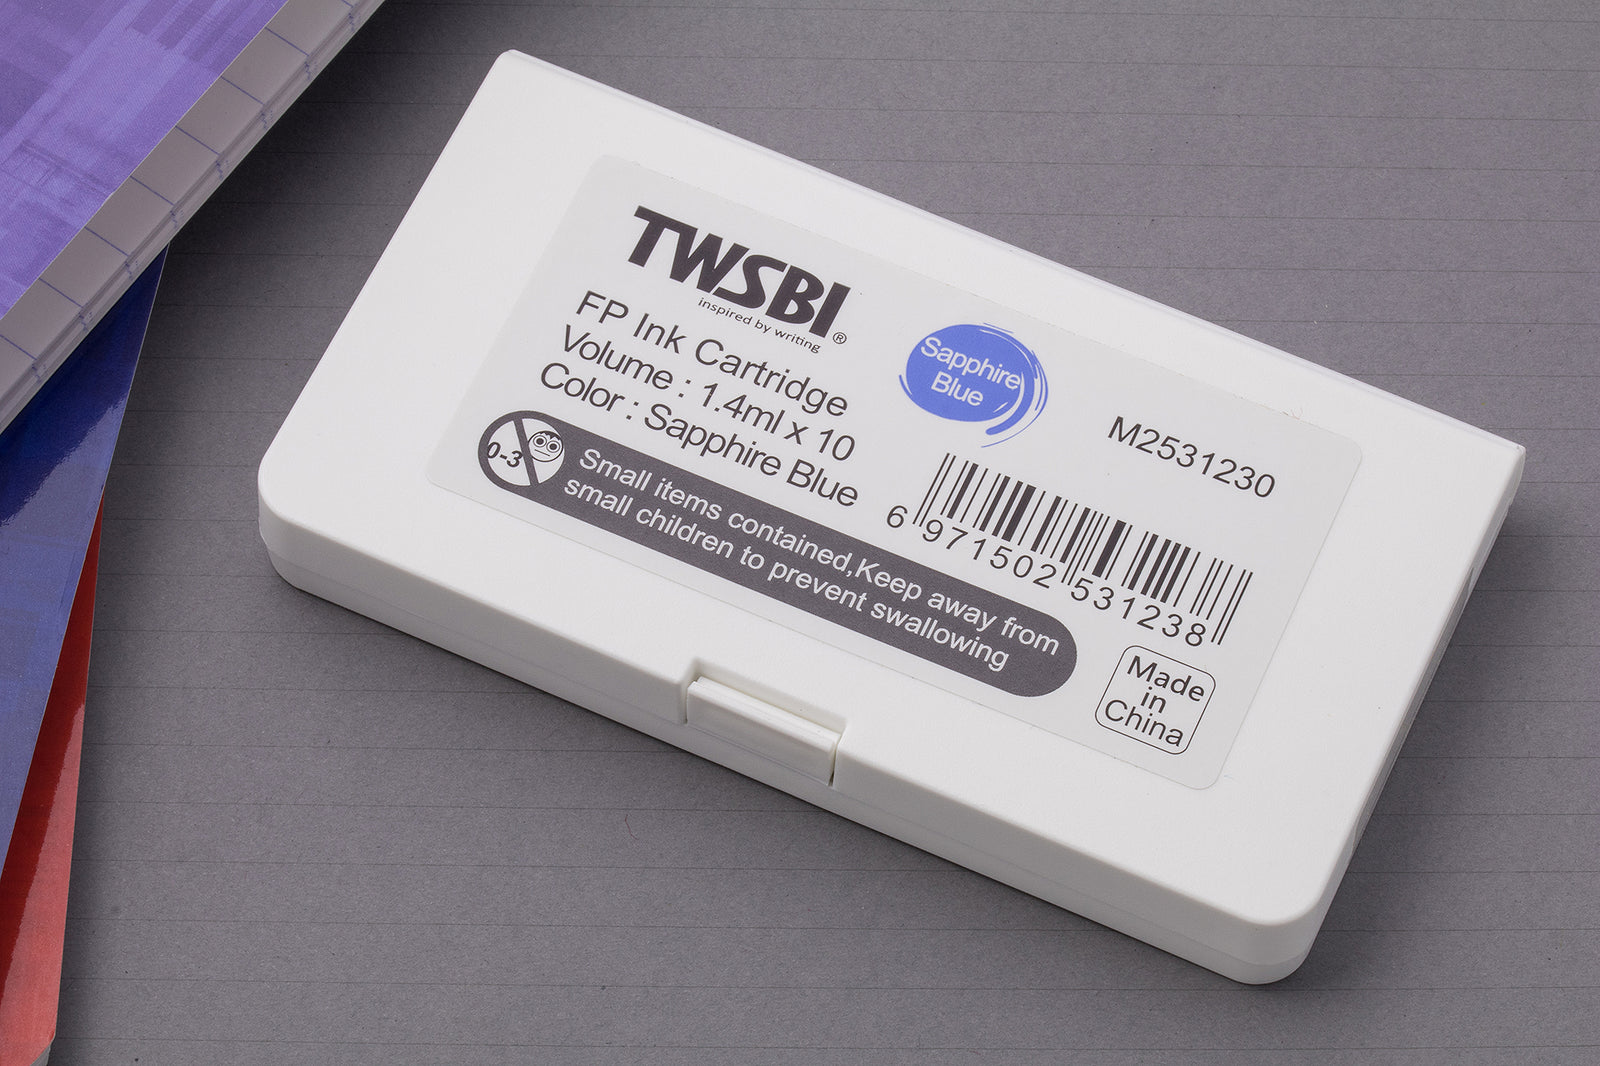 TWSBI®
inspired by writing
FP Ink Cartridge
Volume : 1.4ml x 10
Color : Sapphire Blue
Sapphire
Blue
M2531230
6 971502 531238
0-3
Small items contained,Keep away from
small children to prevent swallowing
Made
in
China